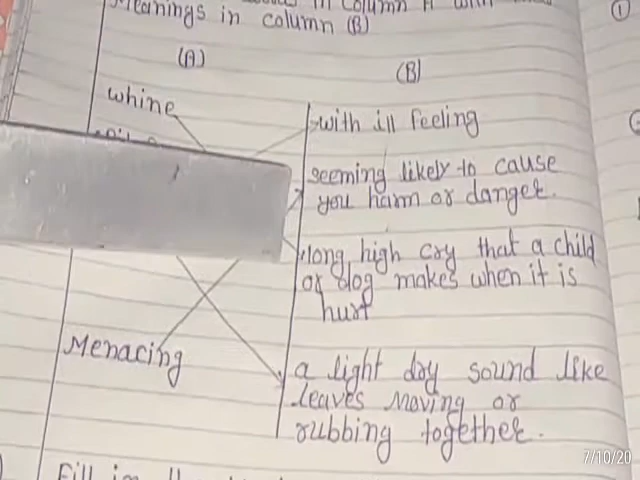 Meanings in column (B)
(A)
(B)
whine
with ill feeling
seeming likely to cause
you harm or danger.
long high cry that a child
or dog makes when it is
hurt
Menacing
a light dry sound like
leaves moving or
rubbing together.
Fill in
7/10/20